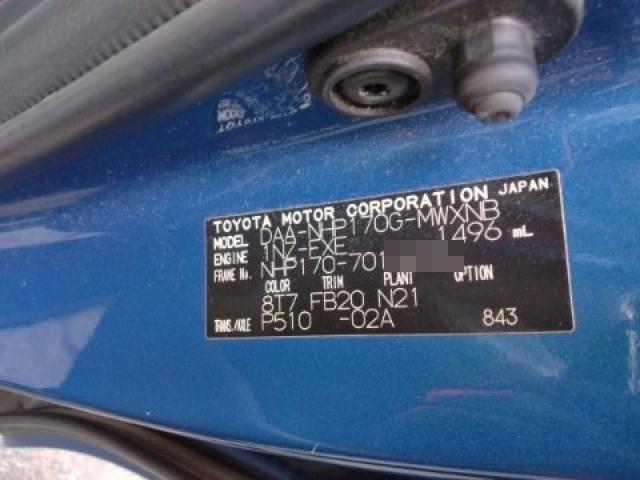 TOYOTA MOTOR CORPORATION JAPAN
MODEL DAA-NHP170G-MWXNB
ENGINE 1NZ-EXE 1496 mL
FRAME No. NHP170-701
COLOR TRIM PLANT OPTION
8T7 FB20 N21
TRANS./AXLE P510 -02A 843